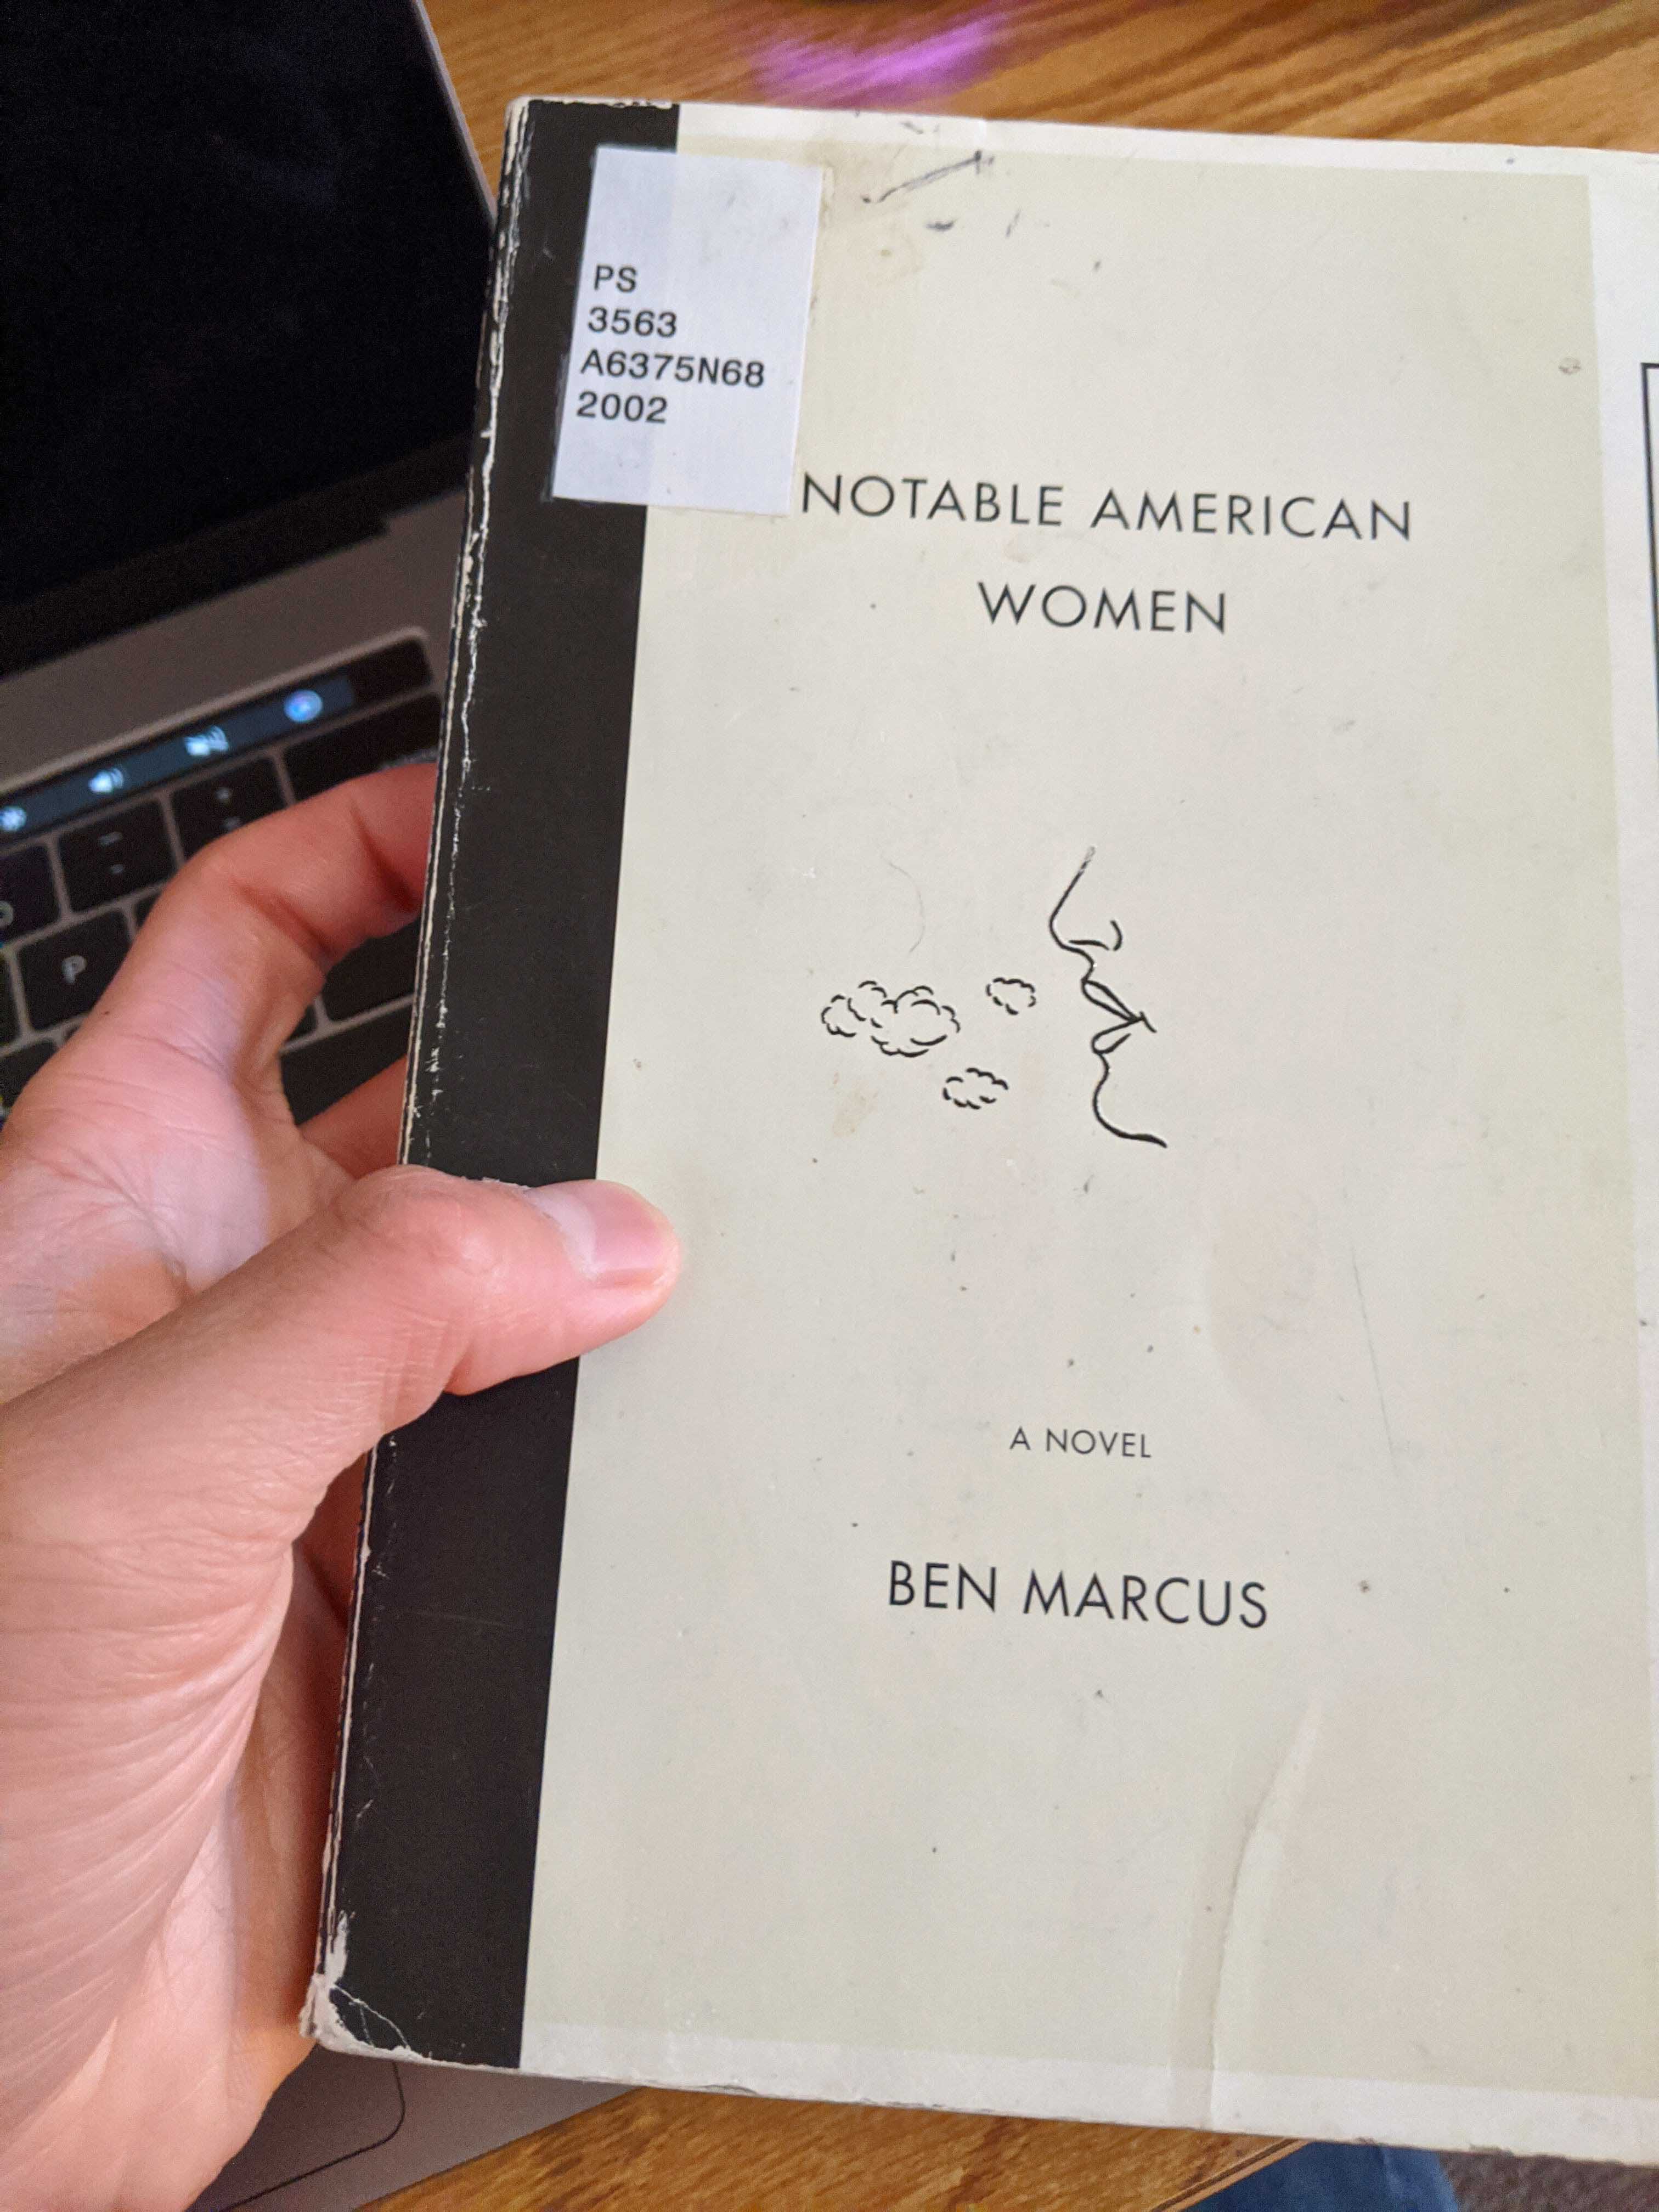 PS
3563
A6375N68
2002
NOTABLE AMERICAN
WOMEN
A NOVEL
BEN MARCUS
P